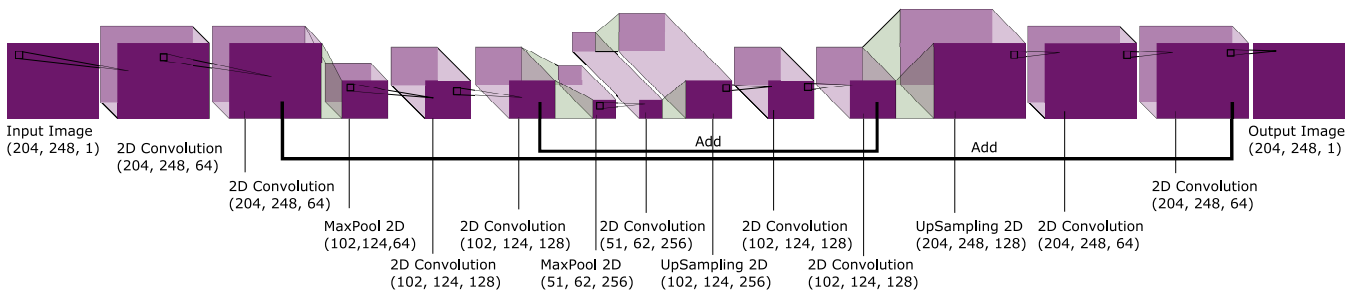 Input Image
(204, 248, 1)
2D Convolution
(204, 248, 64)
2D Convolution
(204, 248, 64)
MaxPool 2D
(102,124,64)
2D Convolution
(102, 124, 128)
2D Convolution
(102, 124, 128)
MaxPool 2D
(51, 62, 256)
2D Convolution
(51, 62, 256)
UpSampling 2D
(102, 124, 256)
2D Convolution
(102, 124, 128)
2D Convolution
(102, 124, 128)
UpSampling 2D
(204, 248, 128)
2D Convolution
(204, 248, 64)
2D Convolution
(204, 248, 64)
Output Image
(204, 248, 1)
Add
Add